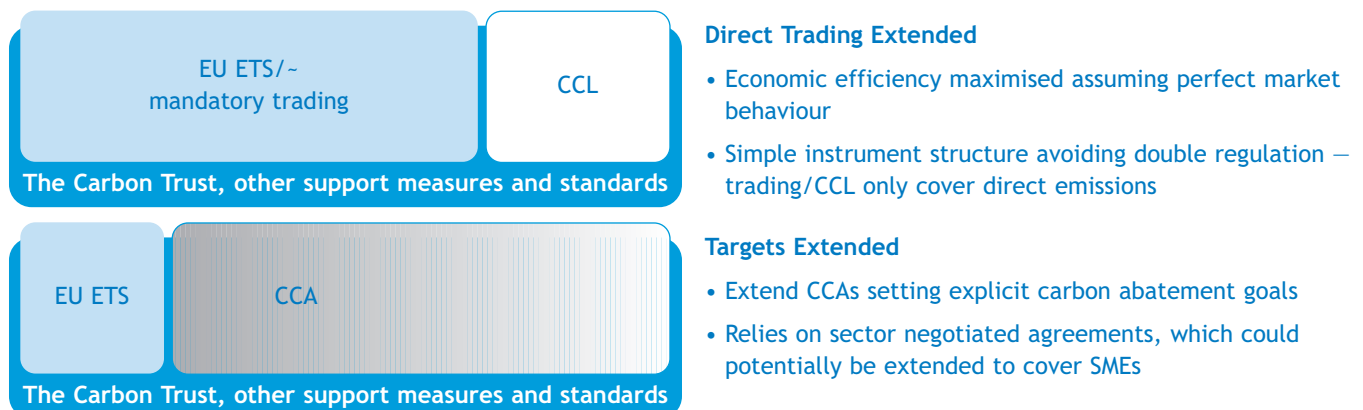 EU ETS/~
mandatory trading
CCL
The Carbon Trust, other support measures and standards
Direct Trading Extended
• Economic efficiency maximised assuming perfect market
behaviour
• Simple instrument structure avoiding double regulation —
trading/CCL only cover direct emissions
EU ETS
CCA
The Carbon Trust, other support measures and standards
Targets Extended
• Extend CCAs setting explicit carbon abatement goals
• Relies on sector negotiated agreements, which could
potentially be extended to cover SMEs